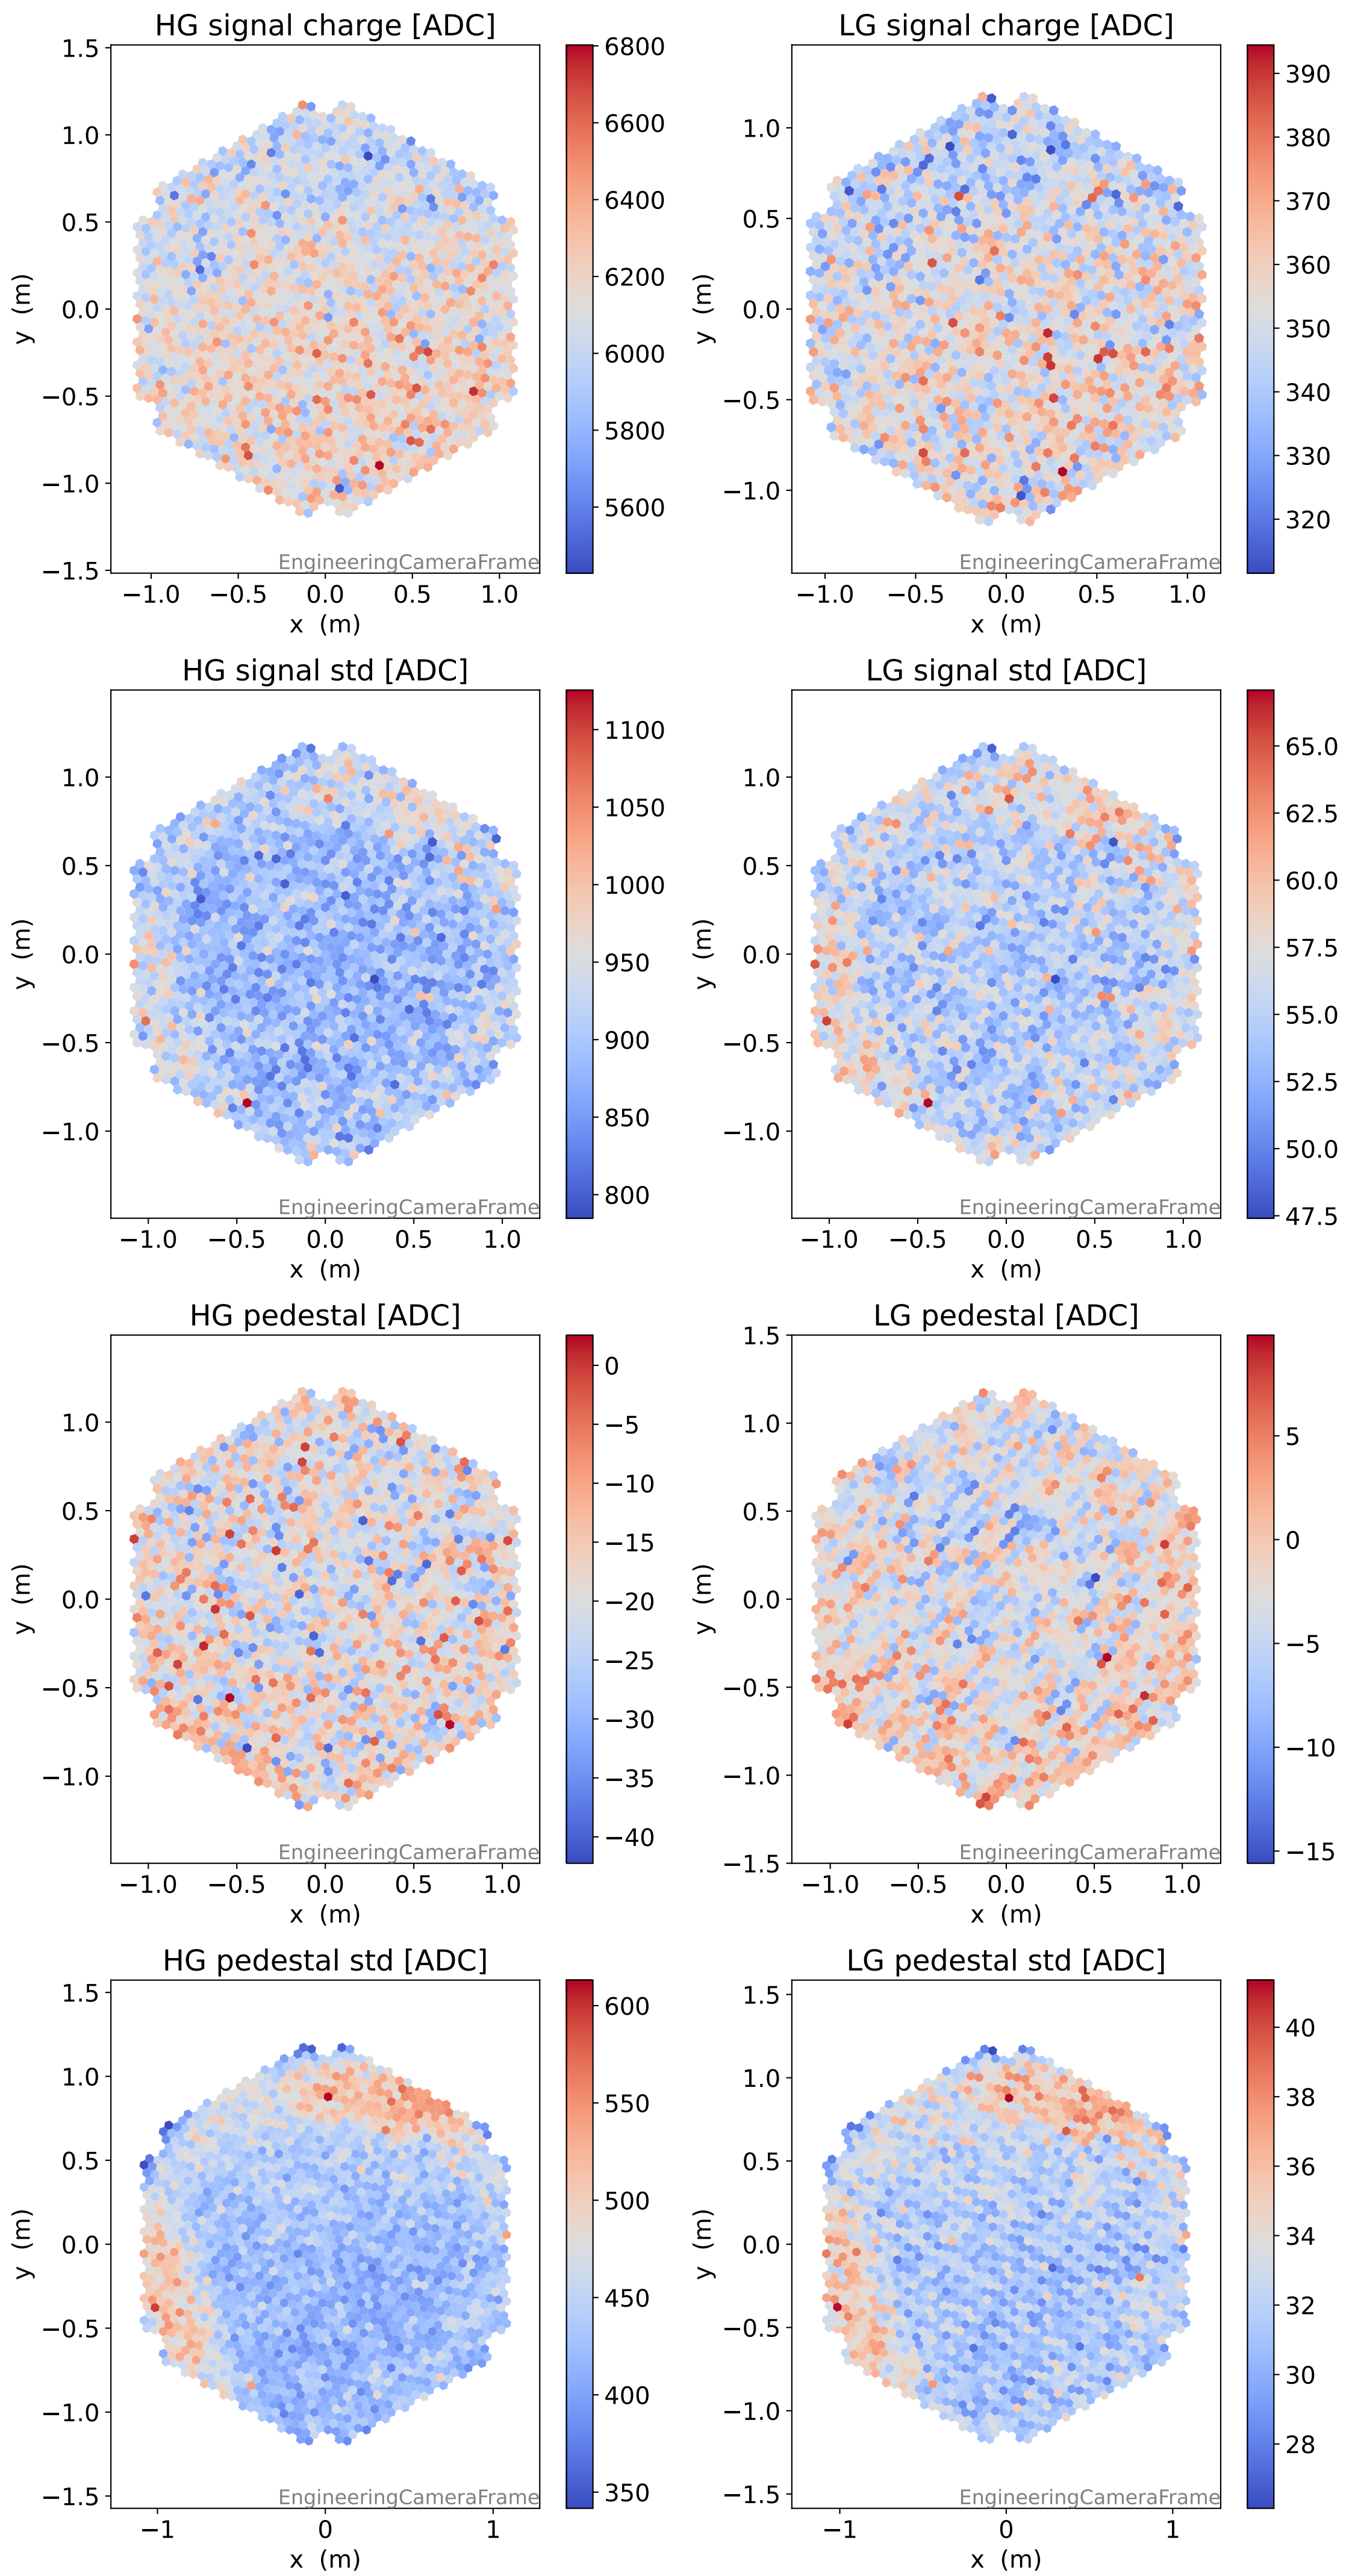 HG signal charge [ADC]
1.5
1.0
0.5
0.0
−0.5
−1.0
−1.5
y (m)
−1.0 −0.5 0.0 0.5 1.0
x (m)
EngineeringCameraFrame
6800
6600
6400
6200
6000
5800
5600
LG signal charge [ADC]
1.0
0.5
0.0
−0.5
−1.0
y (m)
−1.0 −0.5 0.0 0.5 1.0
x (m)
EngineeringCameraFrame
390
380
370
360
350
340
330
320
HG signal std [ADC]
1.0
0.5
0.0
−0.5
−1.0
y (m)
−1.0 −0.5 0.0 0.5 1.0
x (m)
EngineeringCameraFrame
1100
1050
1000
950
900
850
800
LG signal std [ADC]
1.0
0.5
0.0
−0.5
−1.0
y (m)
−1.0 −0.5 0.0 0.5 1.0
x (m)
EngineeringCameraFrame
65.0
62.5
60.0
57.5
55.0
52.5
50.0
47.5
HG pedestal [ADC]
1.0
0.5
0.0
−0.5
−1.0
y (m)
−1.0 −0.5 0.0 0.5 1.0
x (m)
EngineeringCameraFrame
0
−5
−10
−15
−20
−25
−30
−35
−40
LG pedestal [ADC]
1.5
1.0
0.5
0.0
−0.5
−1.0
−1.5
y (m)
−1.0 −0.5 0.0 0.5 1.0
x (m)
EngineeringCameraFrame
5
0
−5
−10
−15
HG pedestal std [ADC]
1.5
1.0
0.5
0.0
−0.5
−1.0
−1.5
y (m)
−1 0 1
x (m)
EngineeringCameraFrame
600
550
500
450
400
350
LG pedestal std [ADC]
1.5
1.0
0.5
0.0
−0.5
−1.0
−1.5
y (m)
−1 0 1
x (m)
EngineeringCameraFrame
40
38
36
34
32
30
28